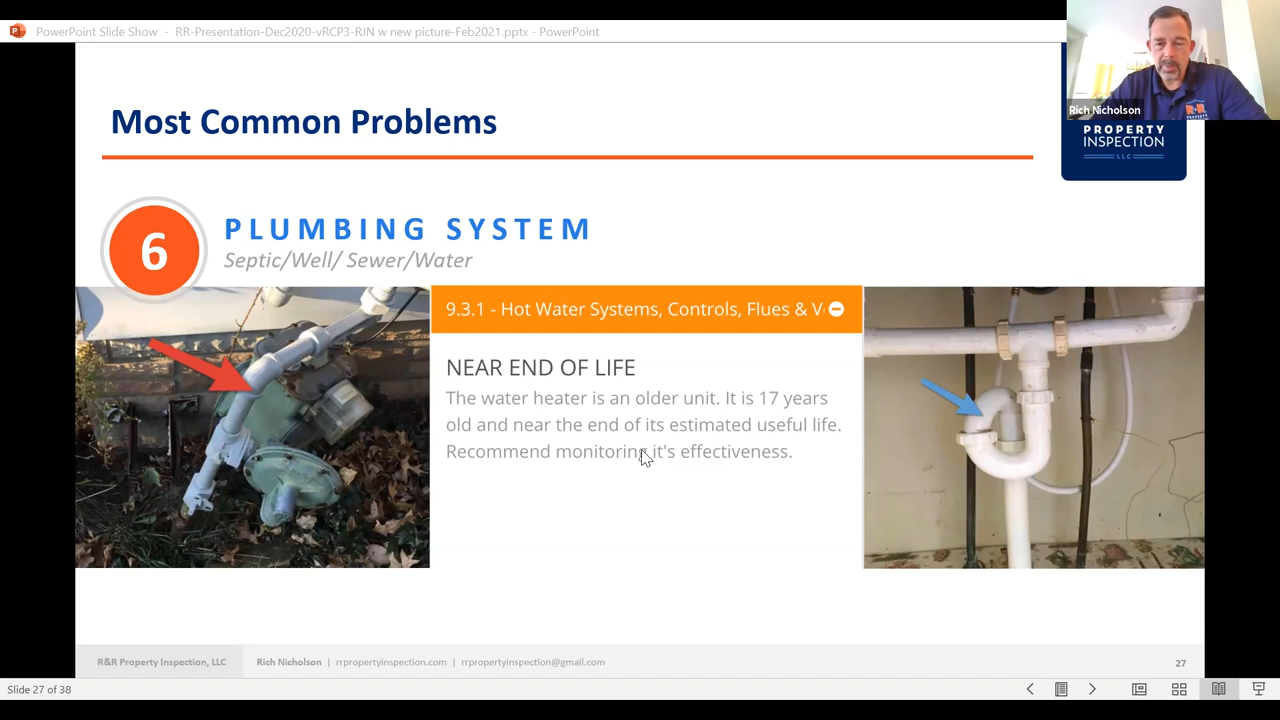 PowerPoint Slide Show - RR-Presentation-Dec2020-vRCP3-RJN w new picture-Feb2021.pptx - PowerPoint
Rich Nicholson
R&R
PROPERTY
PROPERTY
INSPECTION
LLC
Most Common Problems
6
PLUMBING SYSTEM
Septic/Well/ Sewer/Water
9.3.1 - Hot Water Systems, Controls, Flues & V
NEAR END OF LIFE
The water heater is an older unit. It is 17 years
old and near the end of its estimated useful life.
Recommend monitoring it's effectiveness.
R&R Property Inspection, LLC
Rich Nicholson | rrpropertyinspection.com | rrpropertyinspection@gmail.com
27
Slide 27 of 38